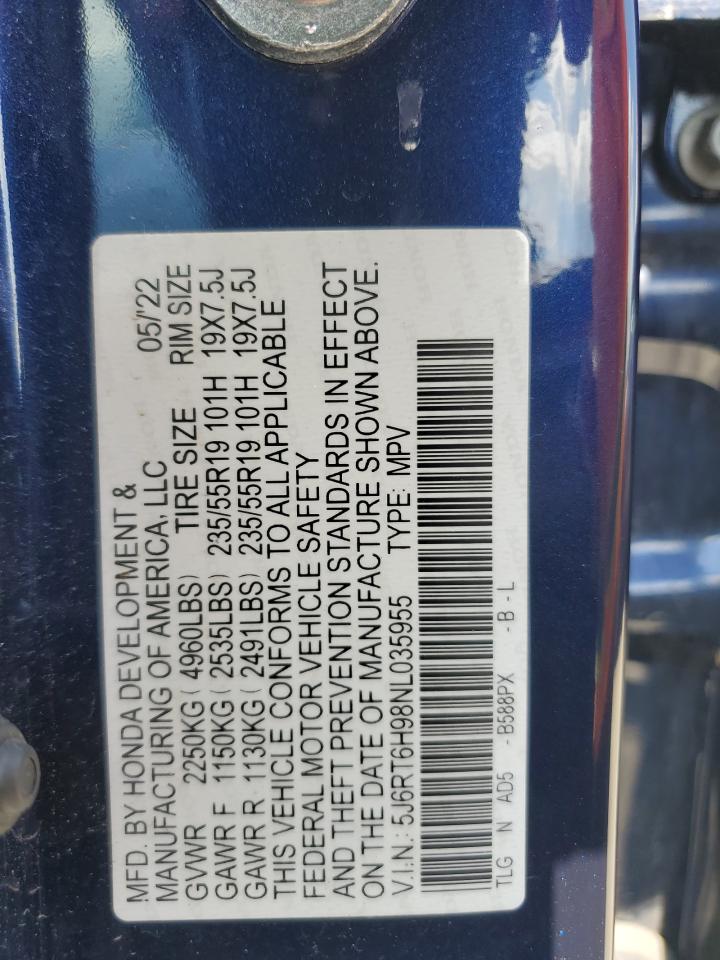 MFD. BY HONDA DEVELOPMENT &
MANUFACTURING OF AMERICA, LLC 05/'22
GVWR 2250KG ( 4960LBS) TIRE SIZE RIM SIZE
GAWR F 1150KG ( 2535LBS) 235/55R19 101H 19X7.5J
GAWR R 1130KG ( 2491LBS) 235/55R19 101H 19X7.5J
THIS VEHICLE CONFORMS TO ALL APPLICABLE
FEDERAL MOTOR VEHICLE SAFETY
AND THEFT PREVENTION STANDARDS IN EFFECT
ON THE DATE OF MANUFACTURE SHOWN ABOVE.
V.I.N.: 5J6RT6H98NL035955 TYPE: MPV
TLG N AD5 -B588PX -B - L